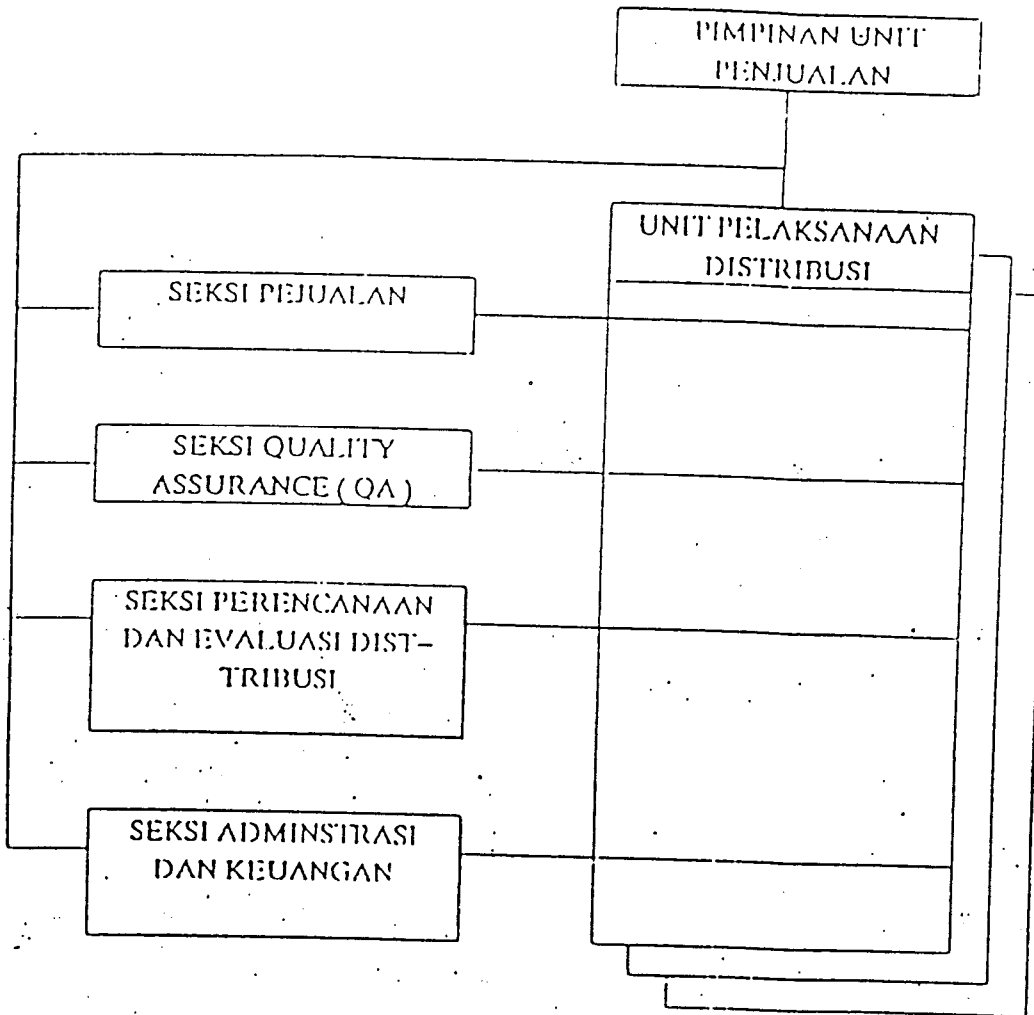 PIMPINAN UNIT
PENJUALAN
UNIT PELAKSANAAN
DISTRIBUSI
SEKSI PEJUALAN
SEKSI QUALITY
ASSURANCE ( QA )
SEKSI PERENCANAAN
DAN EVALUASI DIST-
TRIBUSI
SEKSI ADMINSTRASI
DAN KEUANGAN